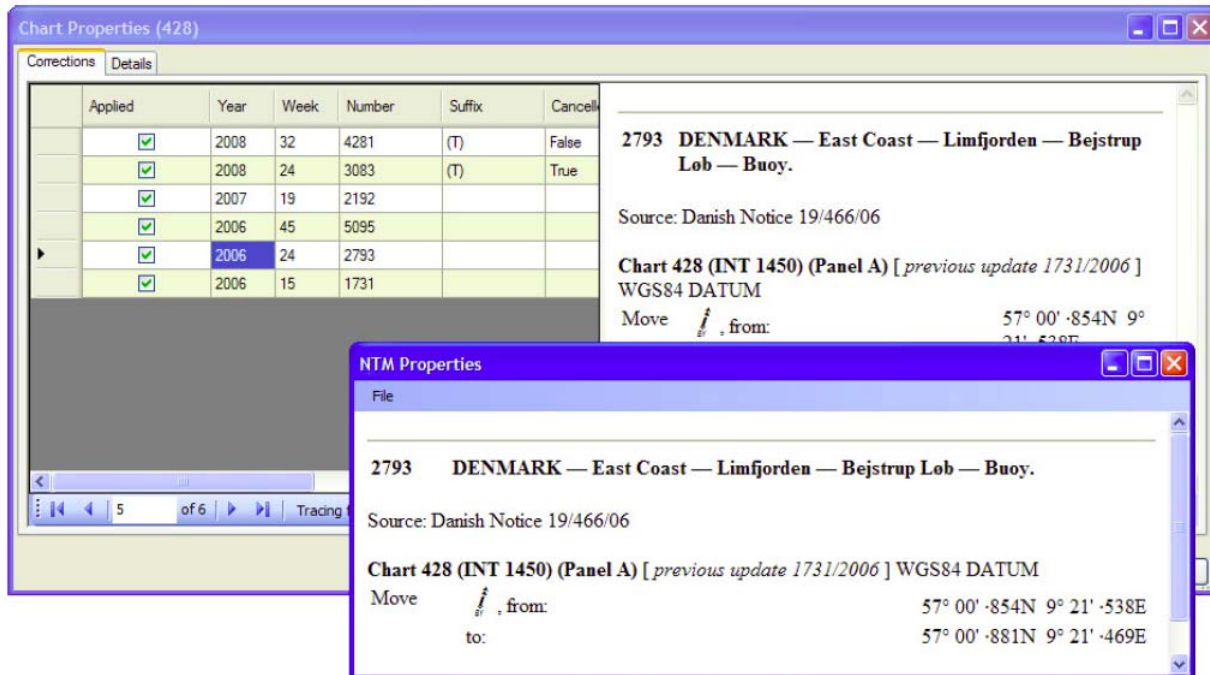 Chart Properties (428)
Corrections Details
Applied Year Week Number Suffix Cancell
2008 32 4281 (T) False
2008 24 3083 (T) True
2007 19 2192
2006 45 5095
2006 24 2793
2006 15 1731
5 of 6 Tracing
2793 DENMARK — East Coast — Limfjorden — Bejstrup
Løb — Buoy.
Source: Danish Notice 19/466/06
Chart 428 (INT 1450) (Panel A) [ previous update 1731/2006 ]
WGS84 DATUM
Move , from: 57° 00' ·854N 9°
21' ·538E
NTM Properties
File
2793 DENMARK — East Coast — Limfjorden — Bejstrup Løb — Buoy.
Source: Danish Notice 19/466/06
Chart 428 (INT 1450) (Panel A) [ previous update 1731/2006 ] WGS84 DATUM
Move BY , from: 57° 00' ·854N 9° 21' ·538E
to: 57° 00' ·881N 9° 21' ·469E